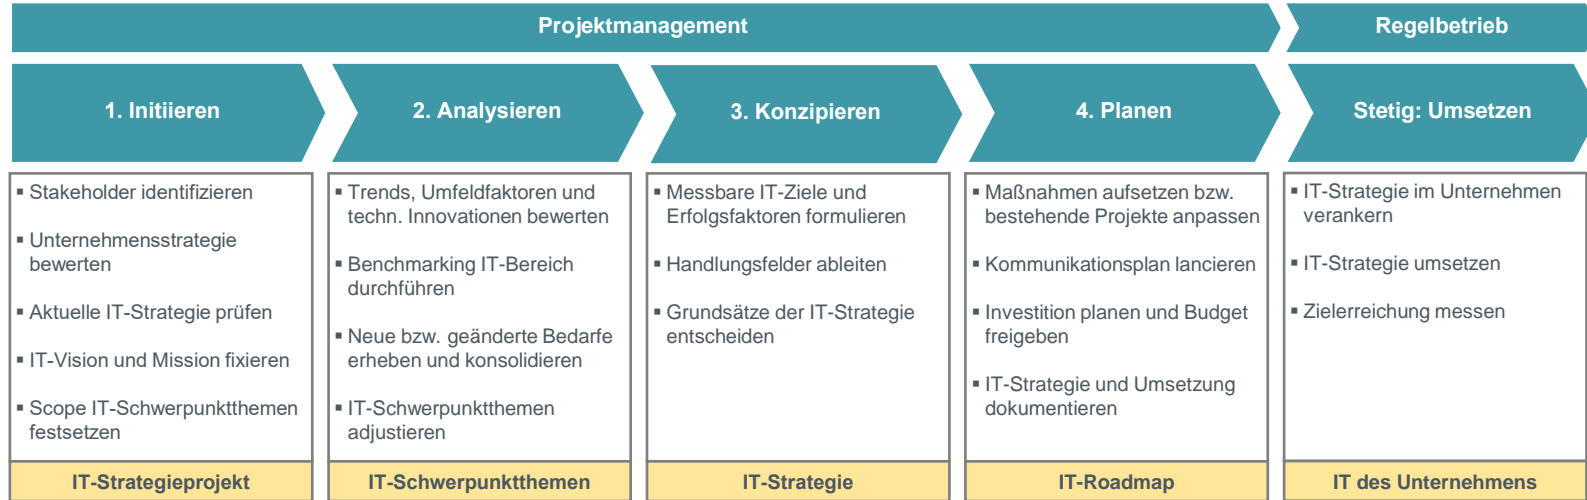 Projektmanagement
Regelbetrieb
1. Initiieren
2. Analysieren
3. Konzipieren
4. Planen
Stetig: Umsetzen
▪ Stakeholder identifizieren
▪ Unternehmensstrategie
bewerten
▪ Aktuelle IT-Strategie prüfen
▪ IT-Vision und Mission fixieren
▪ Scope IT-Schwerpunktthemen
festsetzen
IT-Strategieprojekt
▪ Trends, Umfeldfaktoren und
techn. Innovationen bewerten
▪ Benchmarking IT-Bereich
durchführen
▪ Neue bzw. geänderte Bedarfe
erheben und konsolidieren
▪ IT-Schwerpunktthemen
adjustieren
IT-Schwerpunktthemen
▪ Messbare IT-Ziele und
Erfolgsfaktoren formulieren
▪ Handlungsfelder ableiten
▪ Grundsätze der IT-Strategie
entscheiden
IT-Strategie
▪ Maßnahmen aufsetzen bzw.
bestehende Projekte anpassen
▪ Kommunikationsplan lancieren
▪ Investition planen und Budget
freigeben
▪ IT-Strategie und Umsetzung
dokumentieren
IT-Roadmap
▪ IT-Strategie im Unternehmen
verankern
▪ IT-Strategie umsetzen
▪ Zielerreichung messen
IT des Unternehmens